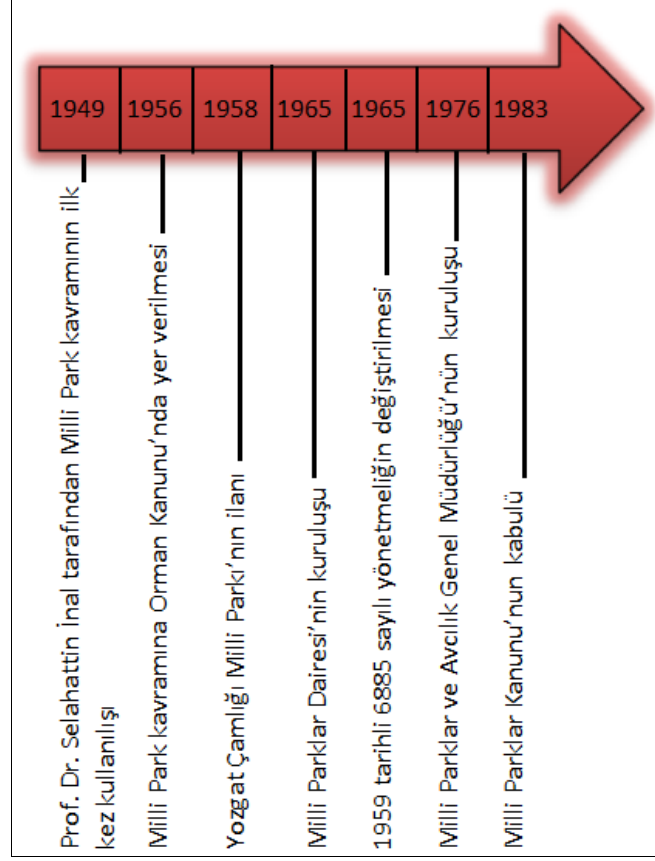 1949 1956 1958 1965 1965 1976 1983
Prof. Dr. Selahattin İnal tarafından Milli Park kavramının ilk
kez kullanılışı
Milli Park kavramına Orman Kanunu'nda yer verilmesi
Yozgat Çamlığı Milli Parkı'nın ilanı
Milli Parklar Dairesi'nin kuruluşu
1959 tarihli 6885 sayılı yönetmeliğin değiştirilmesi
Milli Parklar ve Avcılık Genel Müdürlüğü'nün kuruluşu
Milli Parklar Kanunu'nun kabulü